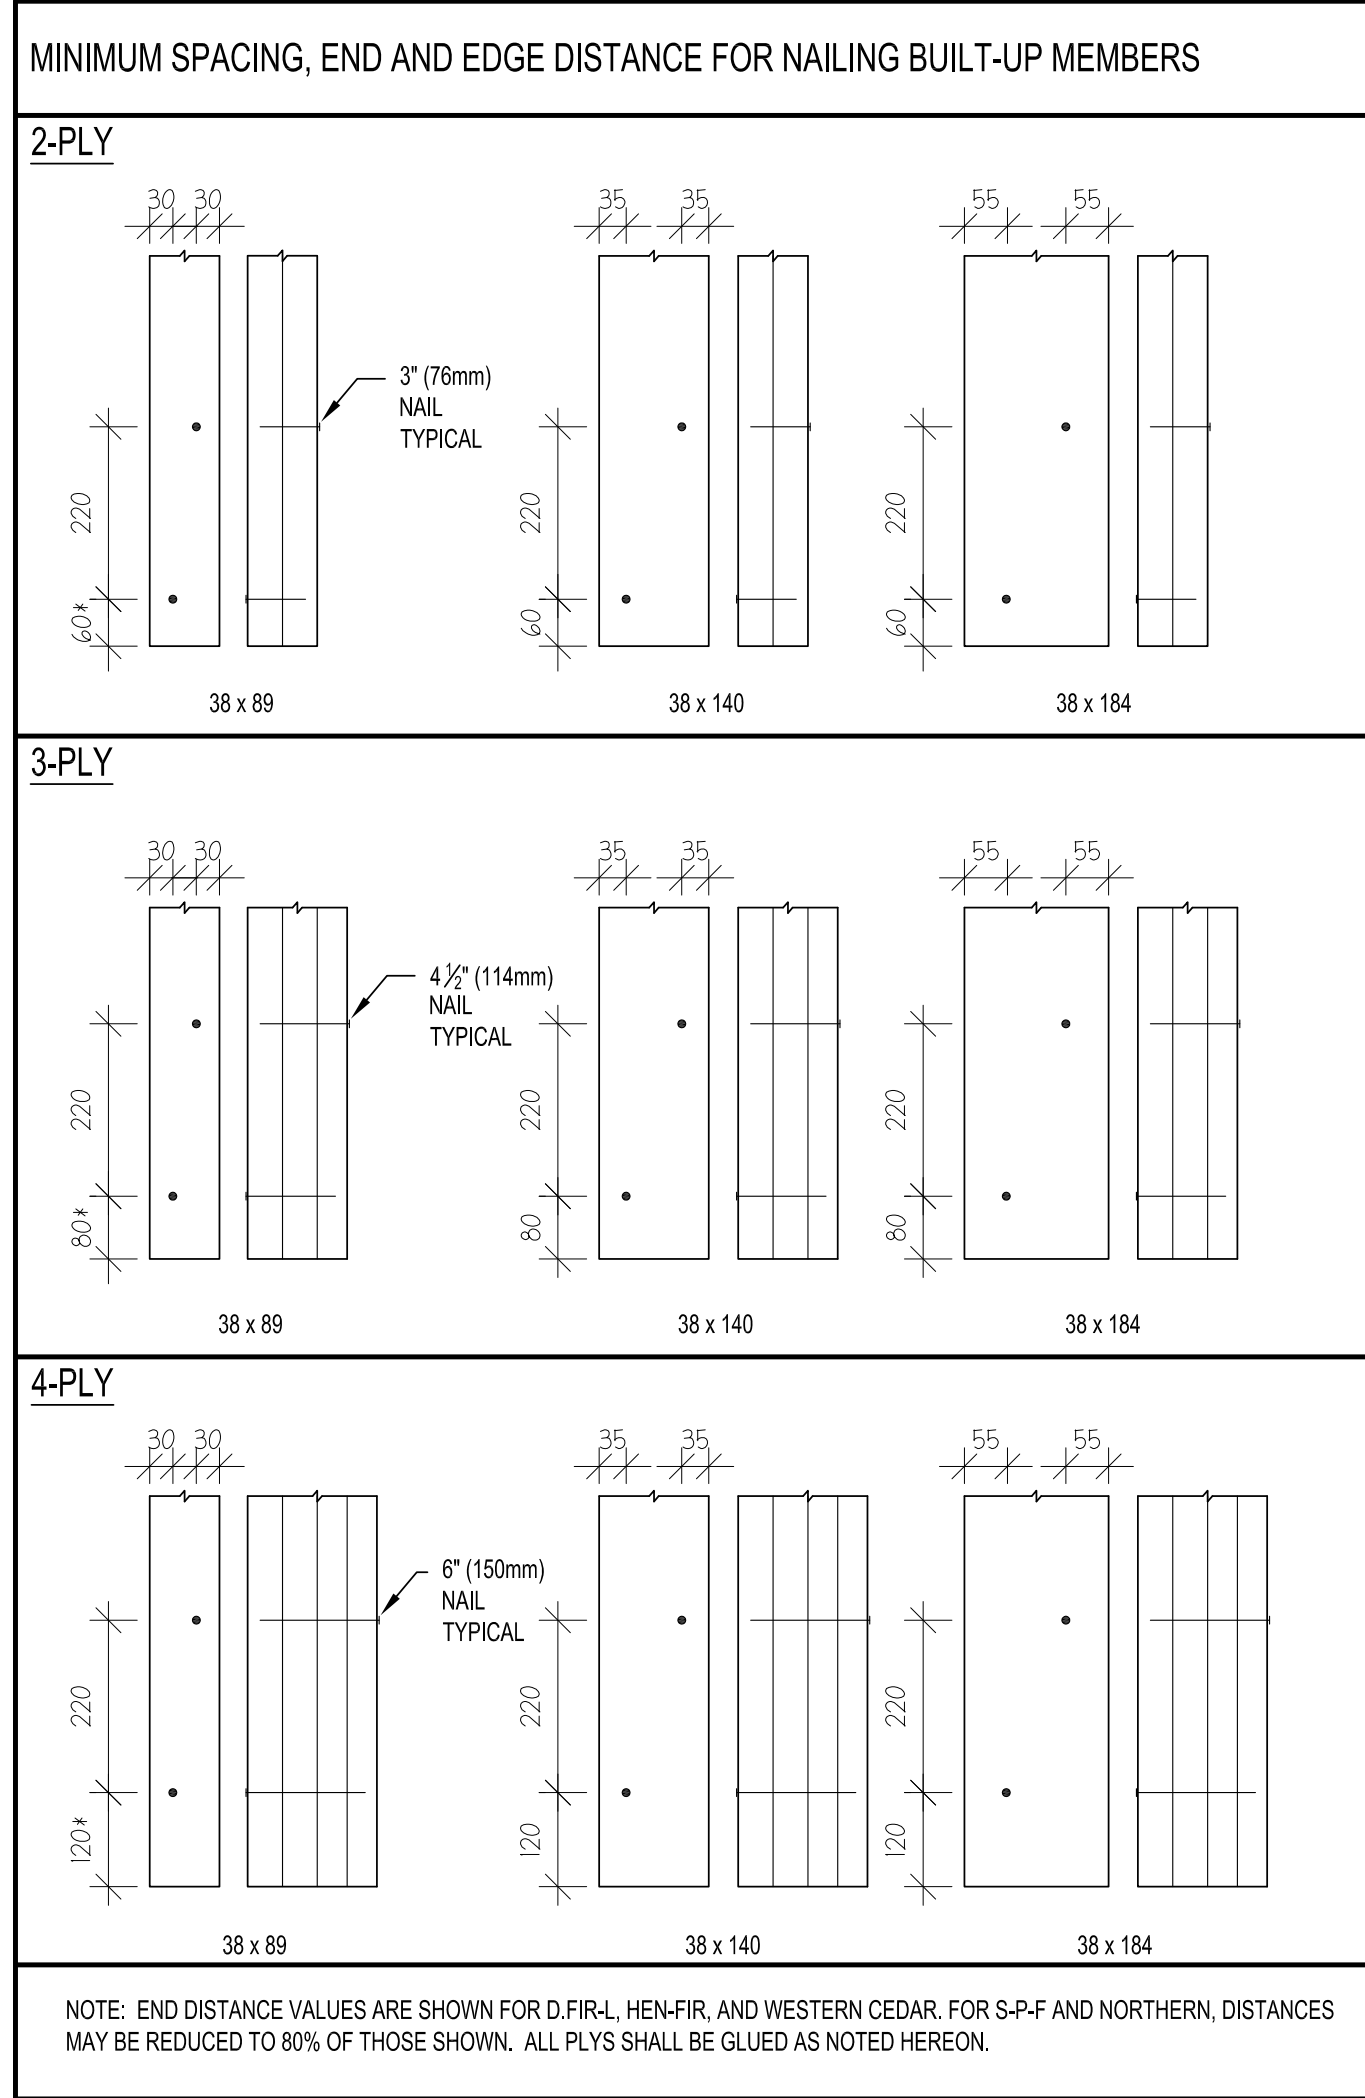 MINIMUM SPACING, END AND EDGE DISTANCE FOR NAILING BUILT-UP MEMBERS
2-PLY
30 30
35 35
55 55
3" (76mm)
NAIL
TYPICAL
220
60*
220
60
220
60
38 x 89
38 x 140
38 x 184
3-PLY
30 30
35 35
55 55
4 ½" (114mm)
NAIL
TYPICAL
220
80*
220
80
220
80
38 x 89
38 x 140
38 x 184
4-PLY
30 30
35 35
55 55
6" (150mm)
NAIL
TYPICAL
220
120*
220
120
220
120
38 x 89
38 x 140
38 x 184
NOTE: END DISTANCE VALUES ARE SHOWN FOR D.FIR-L, HEN-FIR, AND WESTERN CEDAR. FOR S-P-F AND NORTHERN, DISTANCES
MAY BE REDUCED TO 80% OF THOSE SHOWN. ALL PLYS SHALL BE GLUED AS NOTED HEREON.